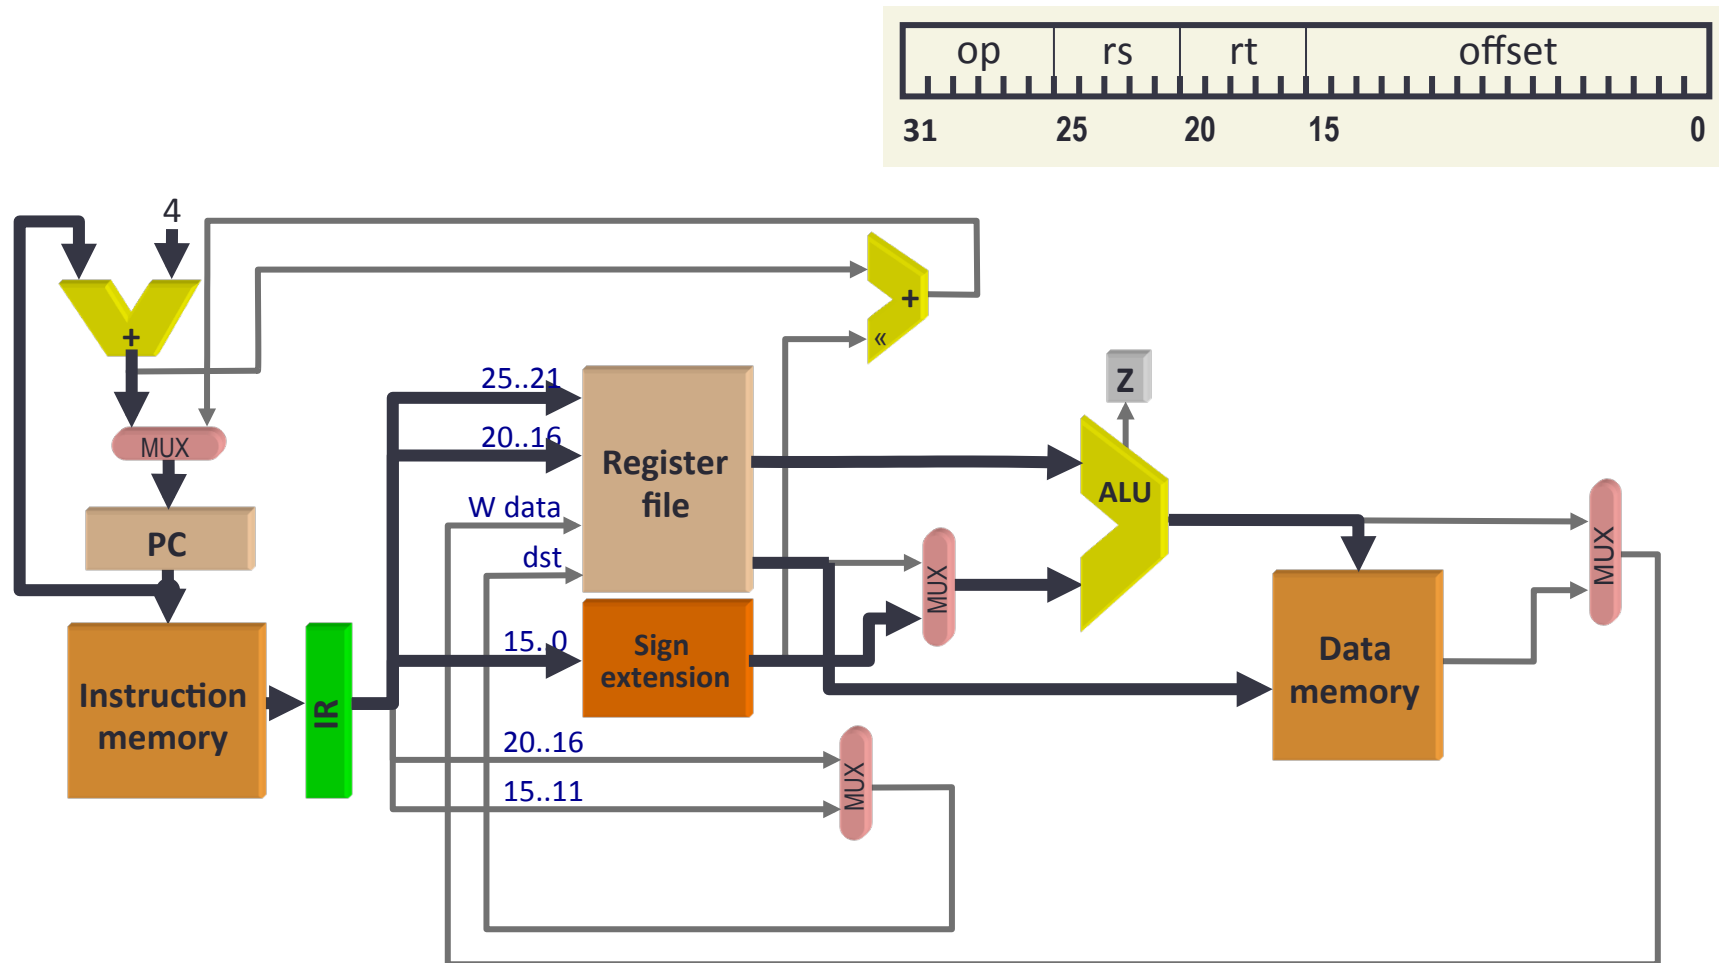 op rs rt offset
31 25 20 15 0
4
+
+
«
25..21
Z
20..16
MUX
Register
file
ALU
W data
PC
dst
MUX
MUX
15..0
Sign
extension
Data
memory
Instruction
memory
IR
20..16
15..11
MUX